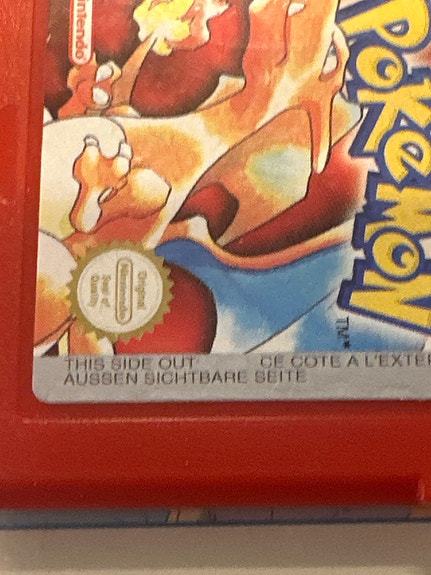 Nintendo
POKéMON
TM*
Original
Nintendo
Seal of
Quality
THIS SIDE OUT CE COTE A L'EXTER
AUSSEN SICHTBARE SEITE